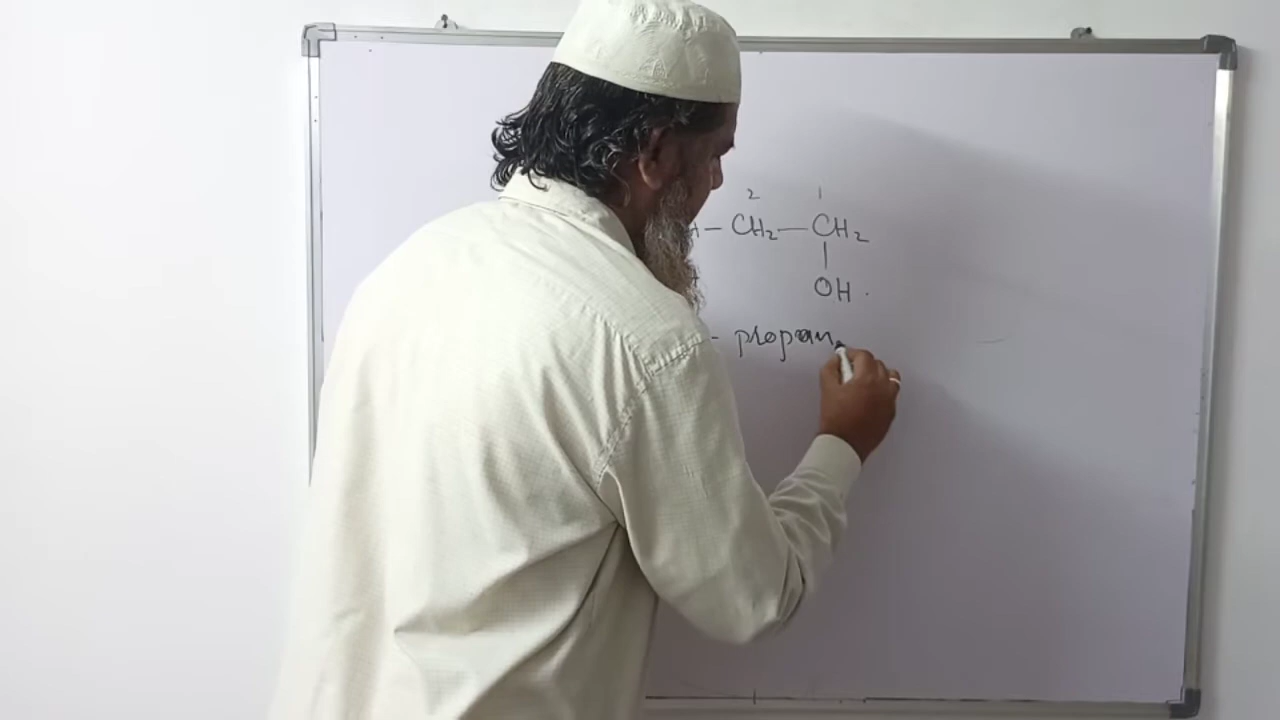 2 1
H – CH₂ – CH₂
|
OH .
- propan